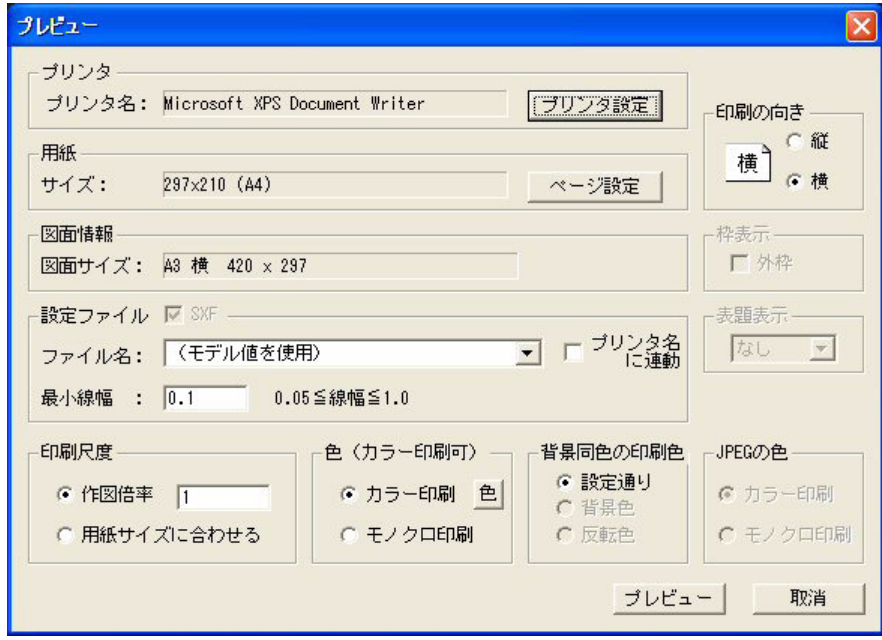 プレビュー
プリンタ
プリンタ名: Microsoft XPS Document Writer プリンタ設定
用紙
サイズ: 297x210 (A4) ページ設定
図面情報
図面サイズ: A3 横 420 x 297
設定ファイル SXF
ファイル名: (モデル値を使用) プリンタ名
に連動
最小線幅 : 0.1 0.05≦線幅≦1.0
印刷の向き
横
縦
横
枠表示
外枠
表題表示
なし
印刷尺度
作図倍率 1
用紙サイズに合わせる
色(カラー印刷可)
カラー印刷 色
モノクロ印刷
背景同色の印刷色
設定通り
背景色
反転色
JPEGの色
カラー印刷
モノクロ印刷
プレビュー 取消